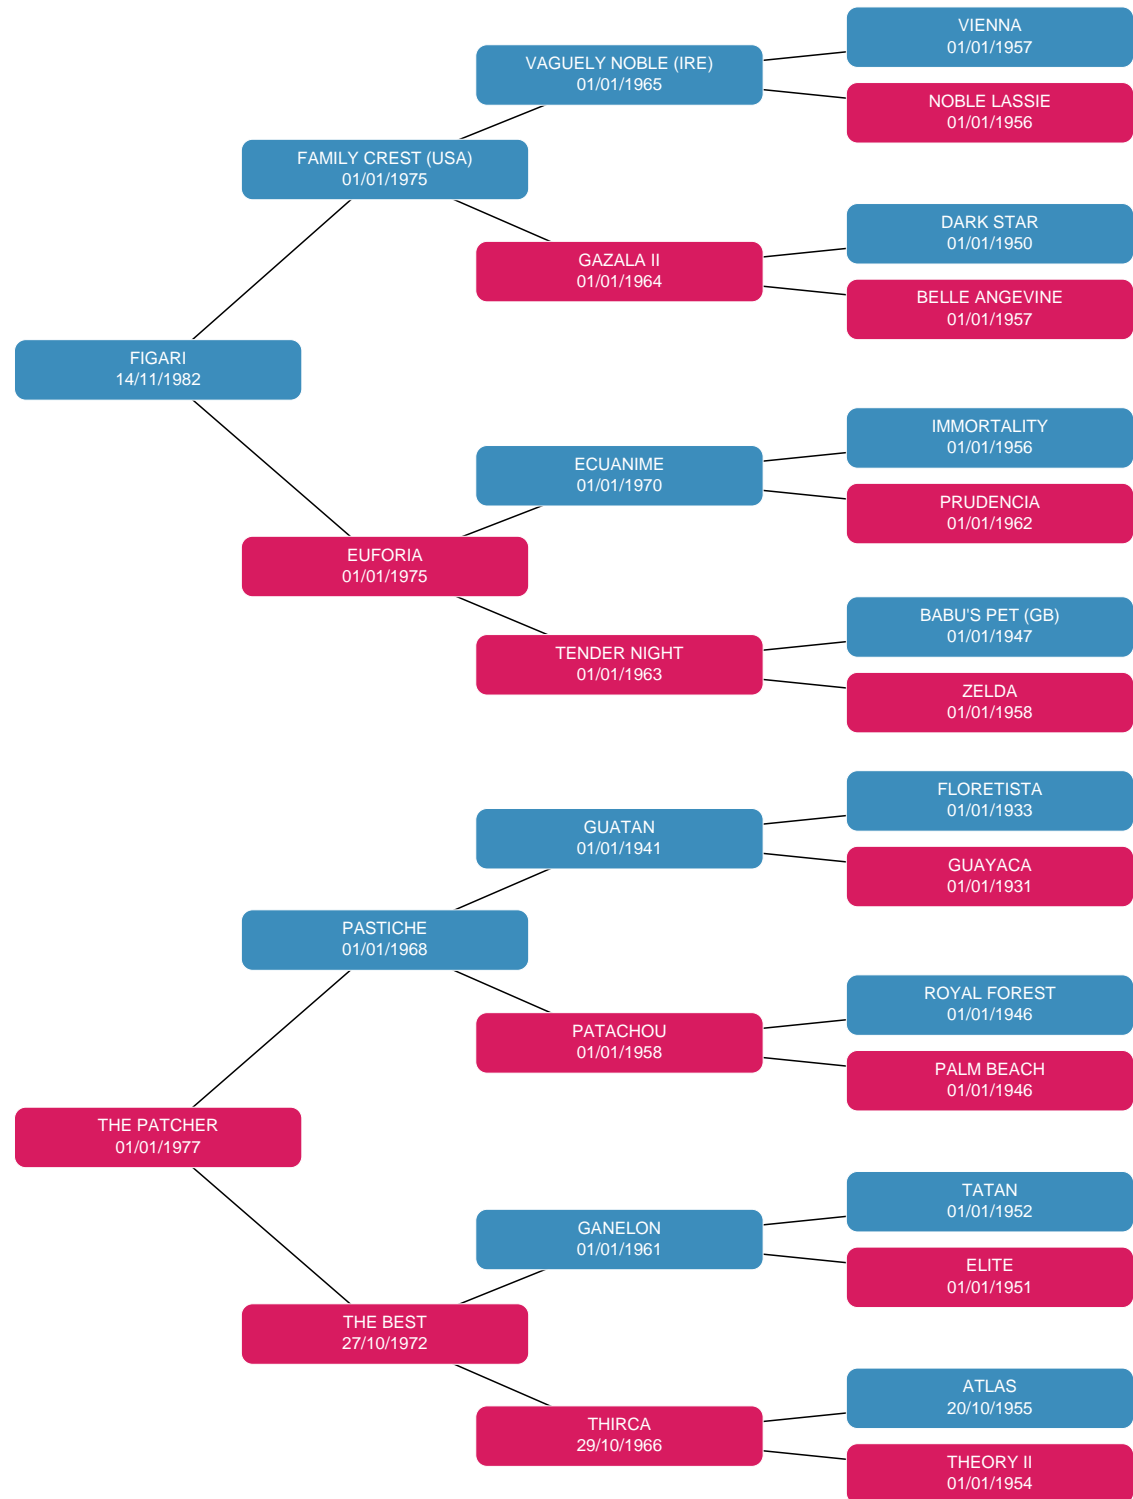 VIENNA
01/01/1957
VAGUELY NOBLE (IRE)
01/01/1965
NOBLE LASSIE
01/01/1956
FAMILY CREST (USA)
01/01/1975
DARK STAR
01/01/1950
GAZALA II
01/01/1964
BELLE ANGEVINE
01/01/1957
FIGARI
14/11/1982
IMMORTALITY
01/01/1956
ECUANIME
01/01/1970
PRUDENCIA
01/01/1962
EUFORIA
01/01/1975
BABU'S PET (GB)
01/01/1947
TENDER NIGHT
01/01/1963
ZELDA
01/01/1958
FLORETISTA
01/01/1933
GUATAN
01/01/1941
GUAYACA
01/01/1931
PASTICHE
01/01/1968
ROYAL FOREST
01/01/1946
PATACHOU
01/01/1958
PALM BEACH
01/01/1946
THE PATCHER
01/01/1977
TATAN
01/01/1952
GANELON
01/01/1961
ELITE
01/01/1951
THE BEST
27/10/1972
ATLAS
20/10/1955
THIRCA
29/10/1966
THEORY II
01/01/1954